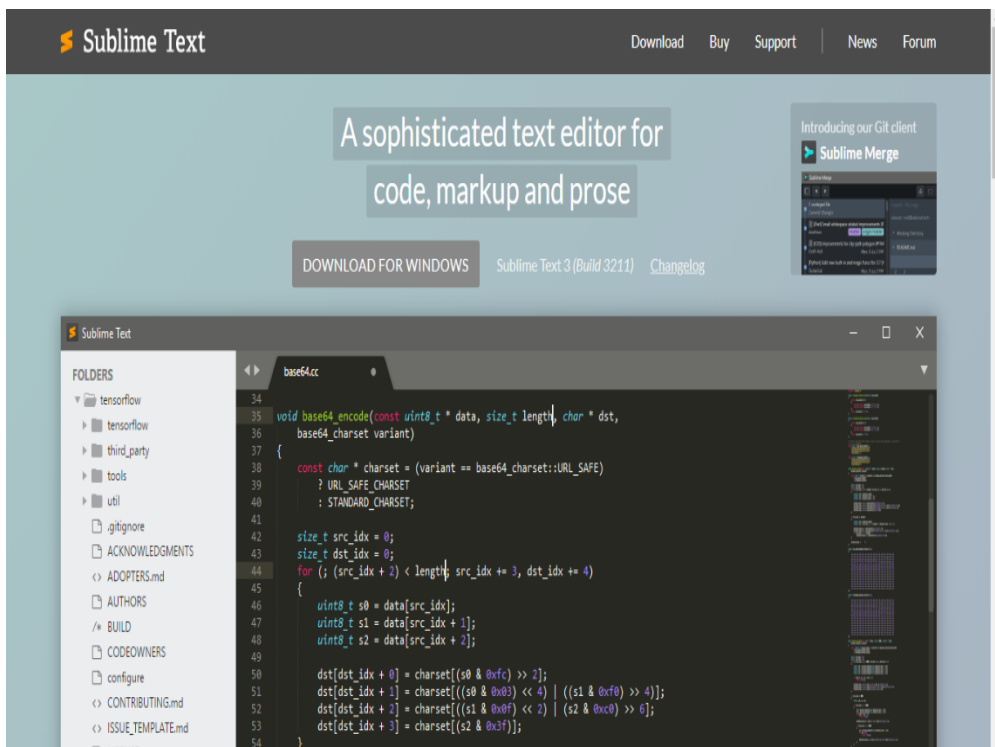 Sublime Text
Download Buy Support News Forum
A sophisticated text editor for
code, markup and prose
DOWNLOAD FOR WINDOWS
Sublime Text 3 (Build 3211) Changelog
Introducing our Git client
Sublime Merge
Sublime Text
FOLDERS
tensorflow
tensorflow
third_party
tools
util
.gitignore
ACKNOWLEDGMENTS
<> ADOPTERS.md
AUTHORS
/* BUILD
CODEOWNERS
configure
<> CONTRIBUTING.md
<> ISSUE_TEMPLATE.md
base64.cc
34
35 void base64_encode(const uint8_t * data, size_t length, char * dst,
36 base64_charset variant)
37 {
38 const char * charset = (variant == base64_charset::URL_SAFE)
39 ? URL_SAFE_CHARSET
40 : STANDARD_CHARSET;
41
42 size_t src_idx = 0;
43 size_t dst_idx = 0;
44 for (; (src_idx + 2) < length; src_idx += 3, dst_idx += 4)
45 {
46 uint8_t s0 = data[src_idx];
47 uint8_t s1 = data[src_idx + 1];
48 uint8_t s2 = data[src_idx + 2];
49
50 dst[dst_idx + 0] = charset[(s0 & 0xfc) >> 2];
51 dst[dst_idx + 1] = charset[((s0 & 0x03) << 4) | ((s1 & 0xf0) >> 4)];
52 dst[dst_idx + 2] = charset[((s1 & 0x0f) << 2) | (s2 & 0xc0) >> 6];
53 dst[dst_idx + 3] = charset[(s2 & 0x3f)];
54 }